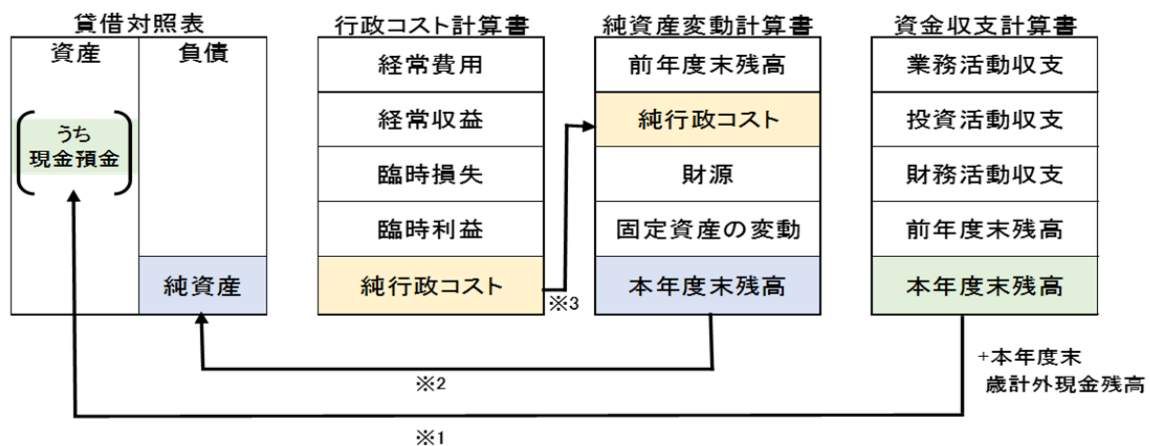 貸借対照表
資産
負債
うち
現金預金
純資産
行政コスト計算書
経常費用
経常収益
臨時損失
臨時利益
純行政コスト
※3
純資産変動計算書
前年度末残高
純行政コスト
財源
固定資産の変動
本年度末残高
資金収支計算書
業務活動収支
投資活動収支
財務活動収支
前年度末残高
本年度末残高
+本年度末
歳計外現金残高
※2
※1